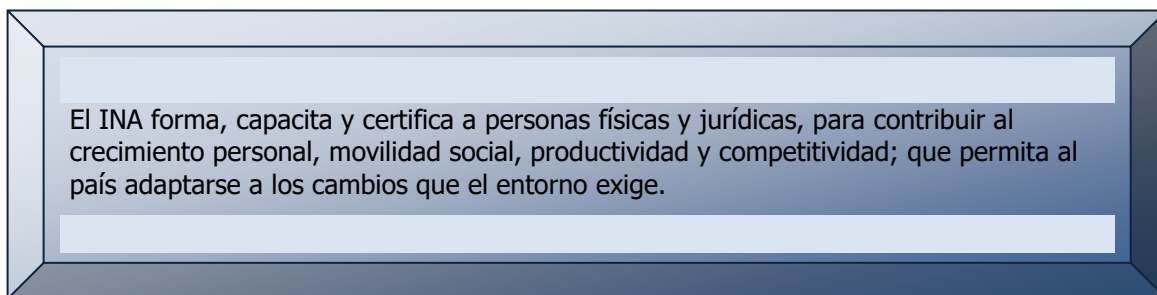 El INA forma, capacita y certifica a personas físicas y jurídicas, para contribuir al
crecimiento personal, movilidad social, productividad y competitividad; que permita al
país adaptarse a los cambios que el entorno exige.